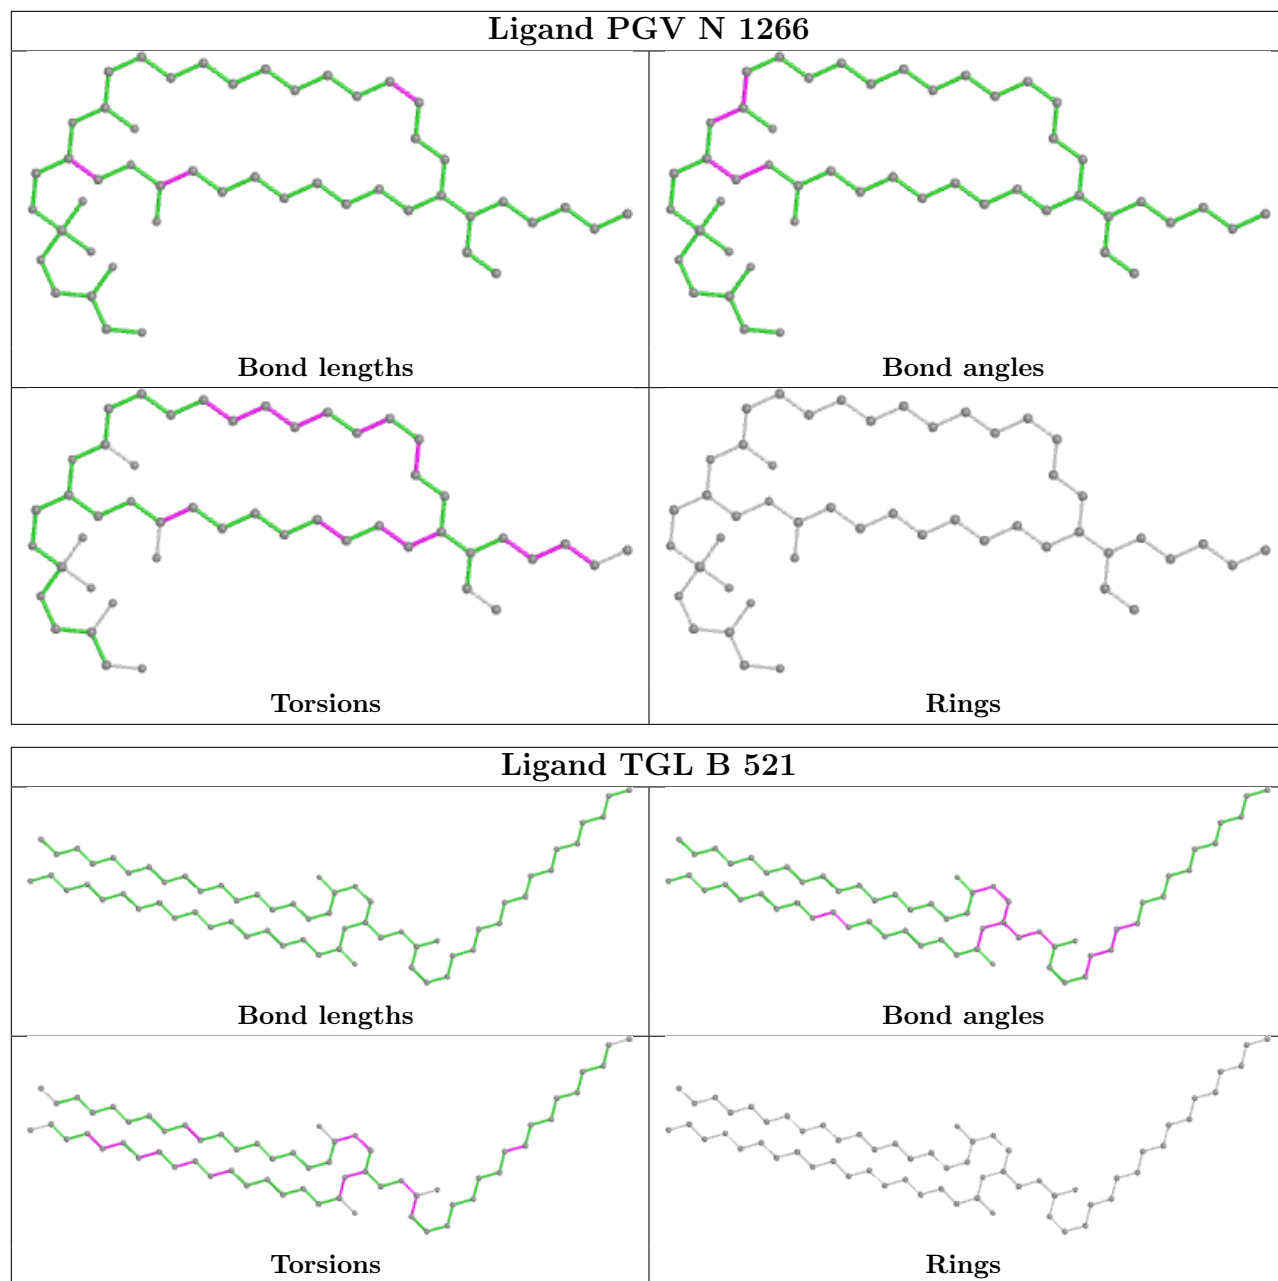 Ligand PGV N 1266
Bond lengths
Bond angles
Torsions
Rings
Ligand TGL B 521
Bond lengths
Bond angles
Torsions
Rings